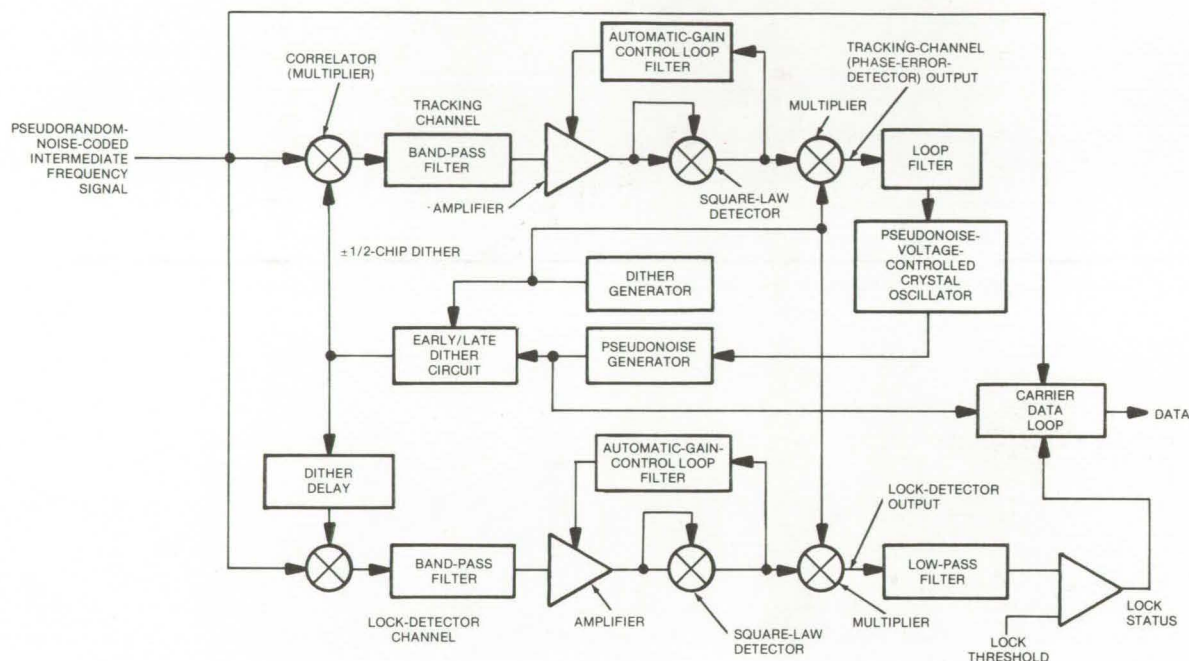 AUTOMATIC-GAIN
CONTROL LOOP
FILTER
TRACKING-CHANNEL
(PHASE-ERROR-
DETECTOR) OUTPUT
CORRELATOR
(MULTIPLIER)
MULTIPLIER
TRACKING
CHANNEL
PSEUDORANDOM-
NOISE-CODED
INTERMEDIATE
FREQUENCY
SIGNAL
BAND-PASS
FILTER
LOOP
FILTER
AMPLIFIER
SQUARE-LAW
DETECTOR
±1/2-CHIP DITHER
PSEUDONOISE-
VOLTAGE-
CONTROLLED
CRYSTAL
OSCILLATOR
DITHER
GENERATOR
EARLY/LATE
DITHER
CIRCUIT
PSEUDONOISE
GENERATOR
CARRIER
DATA
LOOP
DATA
AUTOMATIC-GAIN-
CONTROL LOOP
FILTER
DITHER
DELAY
LOCK-DETECTOR
OUTPUT
BAND-PASS
FILTER
LOW-PASS
FILTER
LOCK-DETECTOR
CHANNEL
AMPLIFIER
SQUARE-LAW
DETECTOR
MULTIPLIER
LOCK
THRESHOLD
LOCK
STATUS